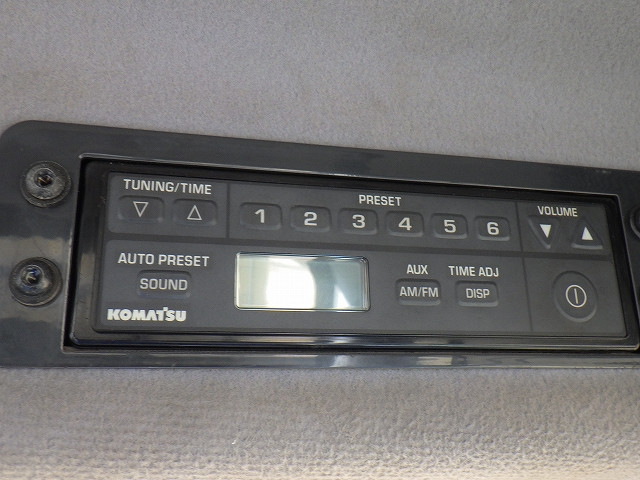 TUNING/TIME
PRESET
VOLUME
1 2 3 4 5 6
AUTO PRESET
SOUND
AUX
AM/FM
TIME ADJ
DISP
KOMATSU